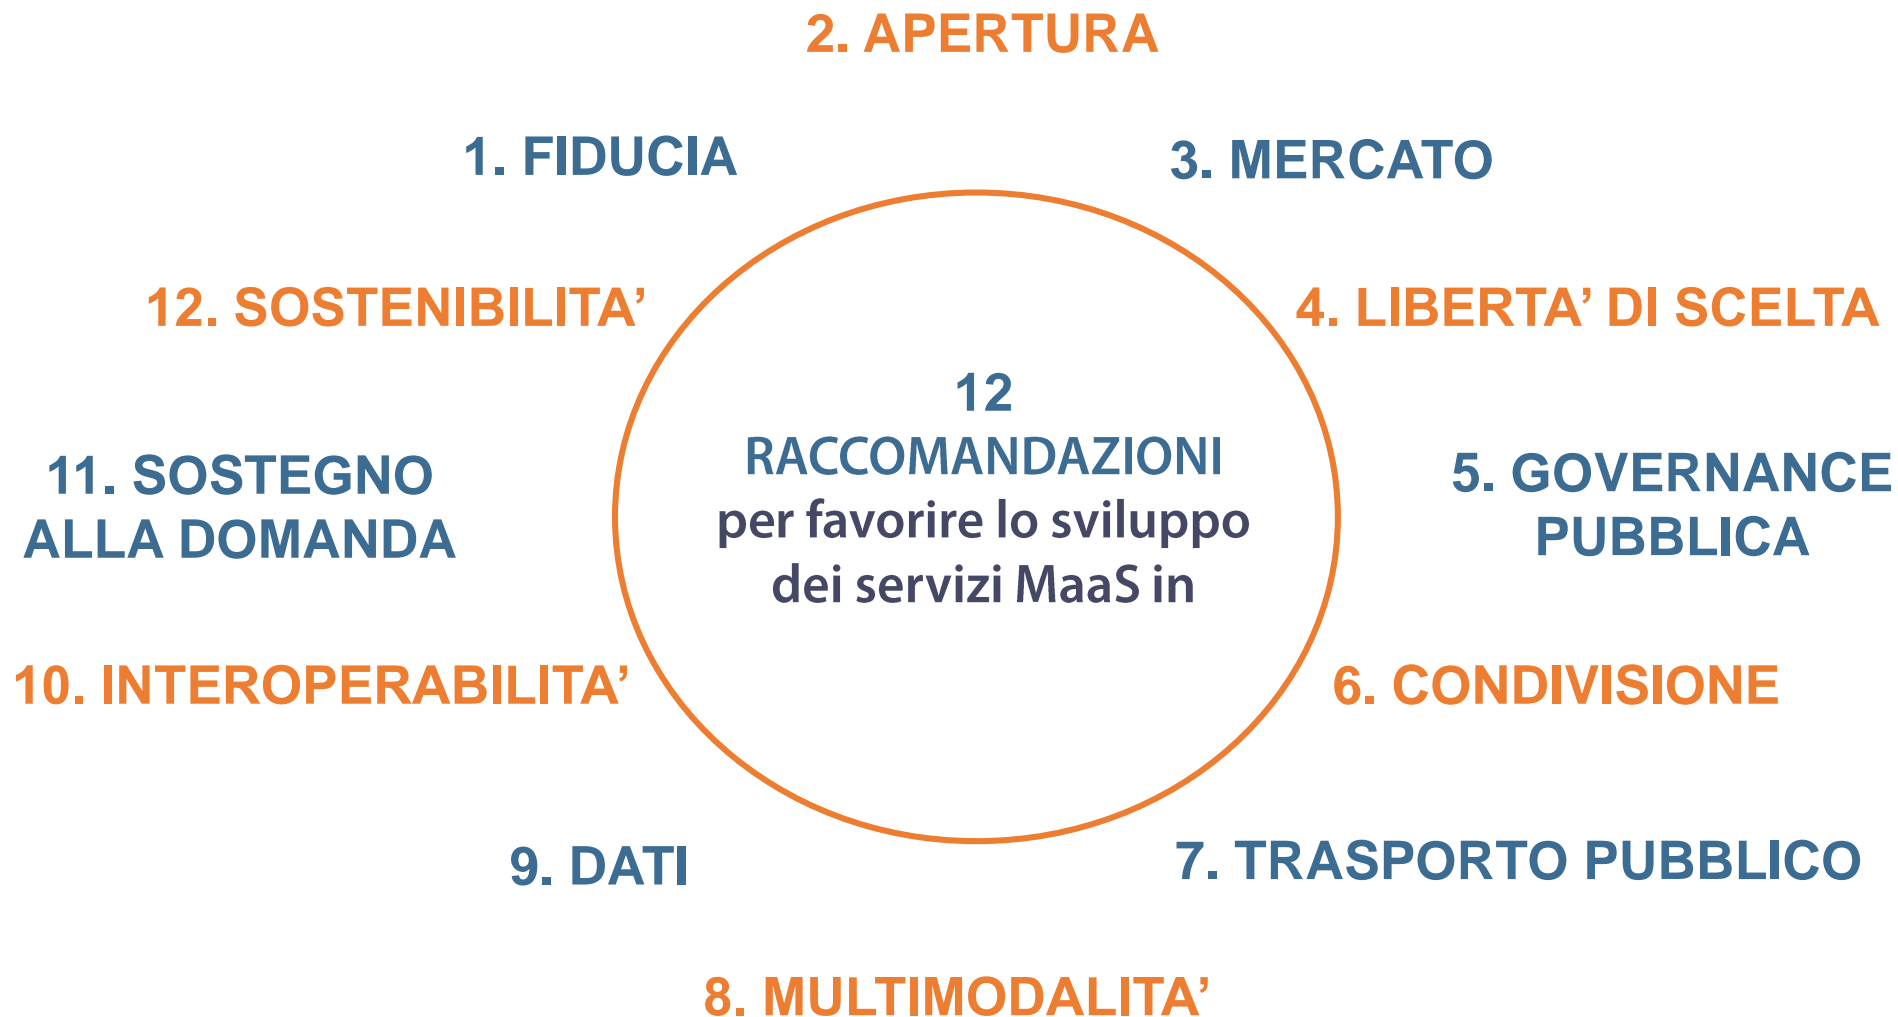 2. APERTURA
1. FIDUCIA
3. MERCATO
12. SOSTENIBILITA’
4. LIBERTA’ DI SCELTA
12
RACCOMANDAZIONI
per favorire lo sviluppo
dei servizi MaaS in
11. SOSTEGNO
ALLA DOMANDA
5. GOVERNANCE
PUBBLICA
10. INTEROPERABILITA’
6. CONDIVISIONE
9. DATI
7. TRASPORTO PUBBLICO
8. MULTIMODALITA’